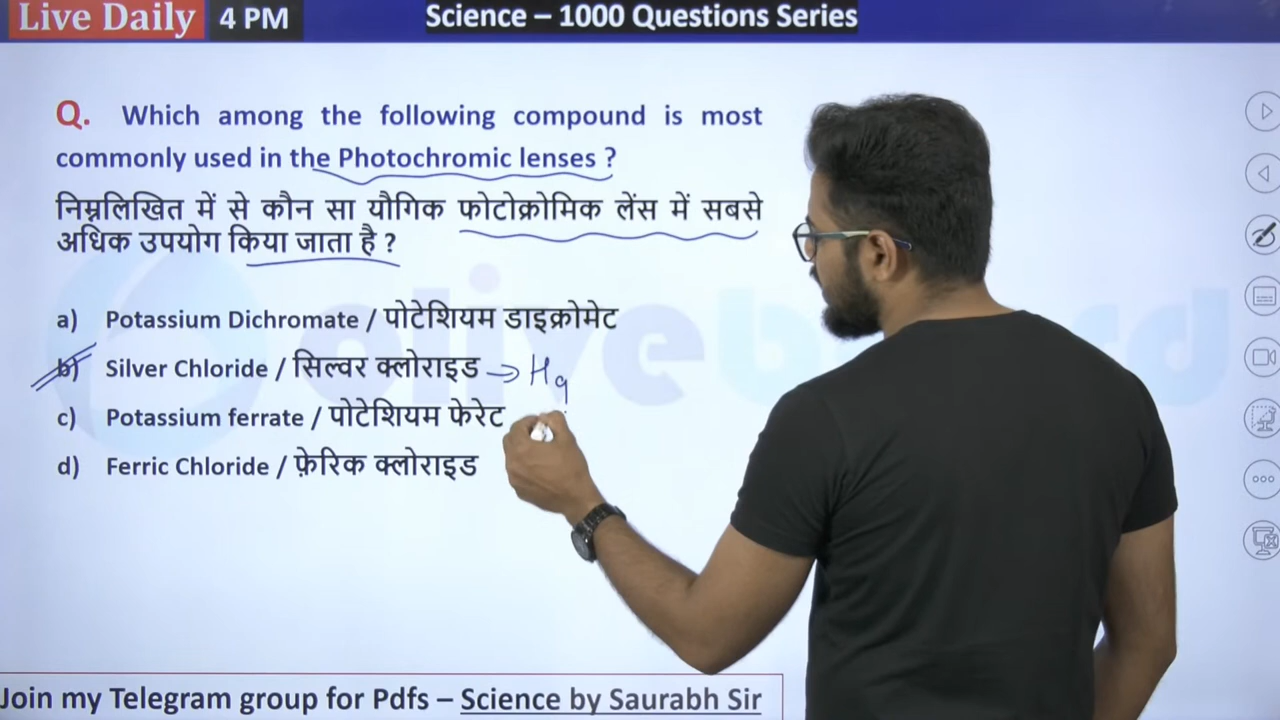 Live Daily 4 PM Science – 1000 Questions Series
Q. Which among the following compound is most
commonly used in the Photochromic lenses ?
निम्नलिखित में से कौन सा यौगिक फोटोक्रोमिक लेंस में सबसे
अधिक उपयोग किया जाता है ?
a) Potassium Dichromate / पोटेशियम डाइक्रोमेट
b) Silver Chloride / सिल्वर क्लोराइड → Hg
c) Potassium ferrate / पोटेशियम फेरेट
d) Ferric Chloride / फ़ेरिक क्लोराइड
Join my Telegram group for Pdfs – Science by Saurabh Sir